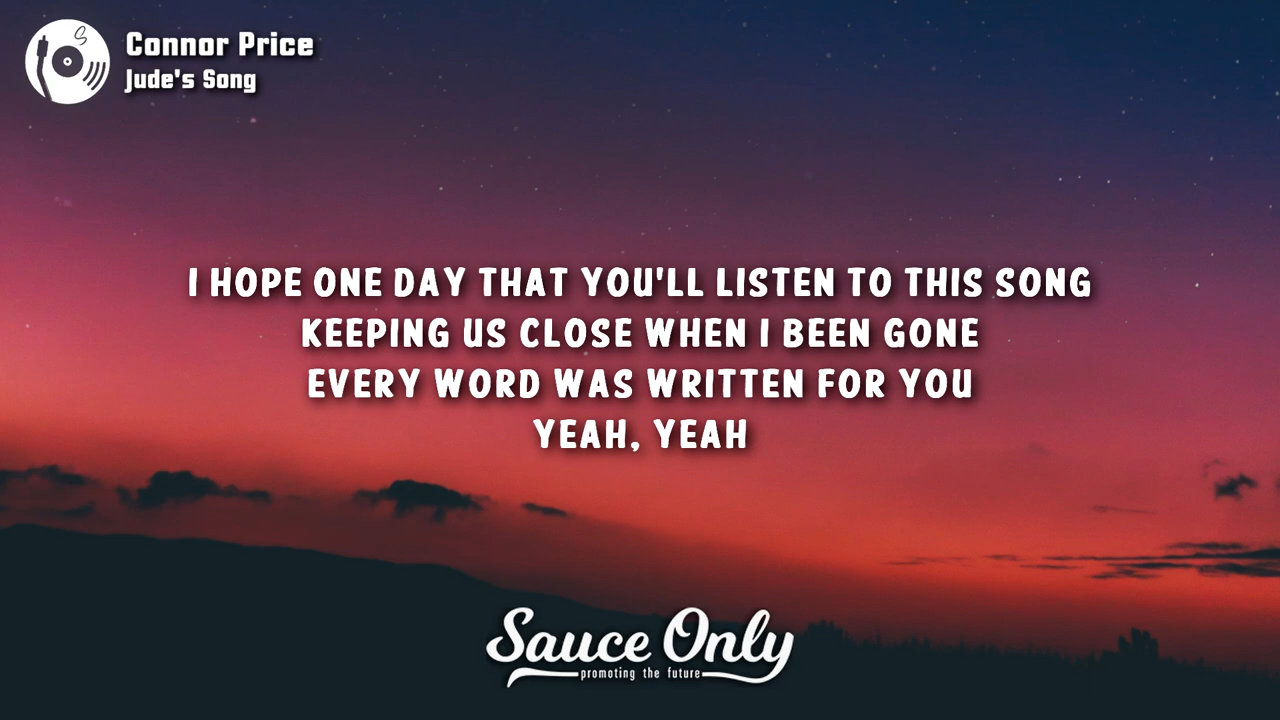 S
Connor Price
Jude's Song
I HOPE ONE DAY THAT YOU'LL LISTEN TO THIS SONG
KEEPING US CLOSE WHEN I BEEN GONE
EVERY WORD WAS WRITTEN FOR YOU
YEAH, YEAH
Sauce Only
promoting the future